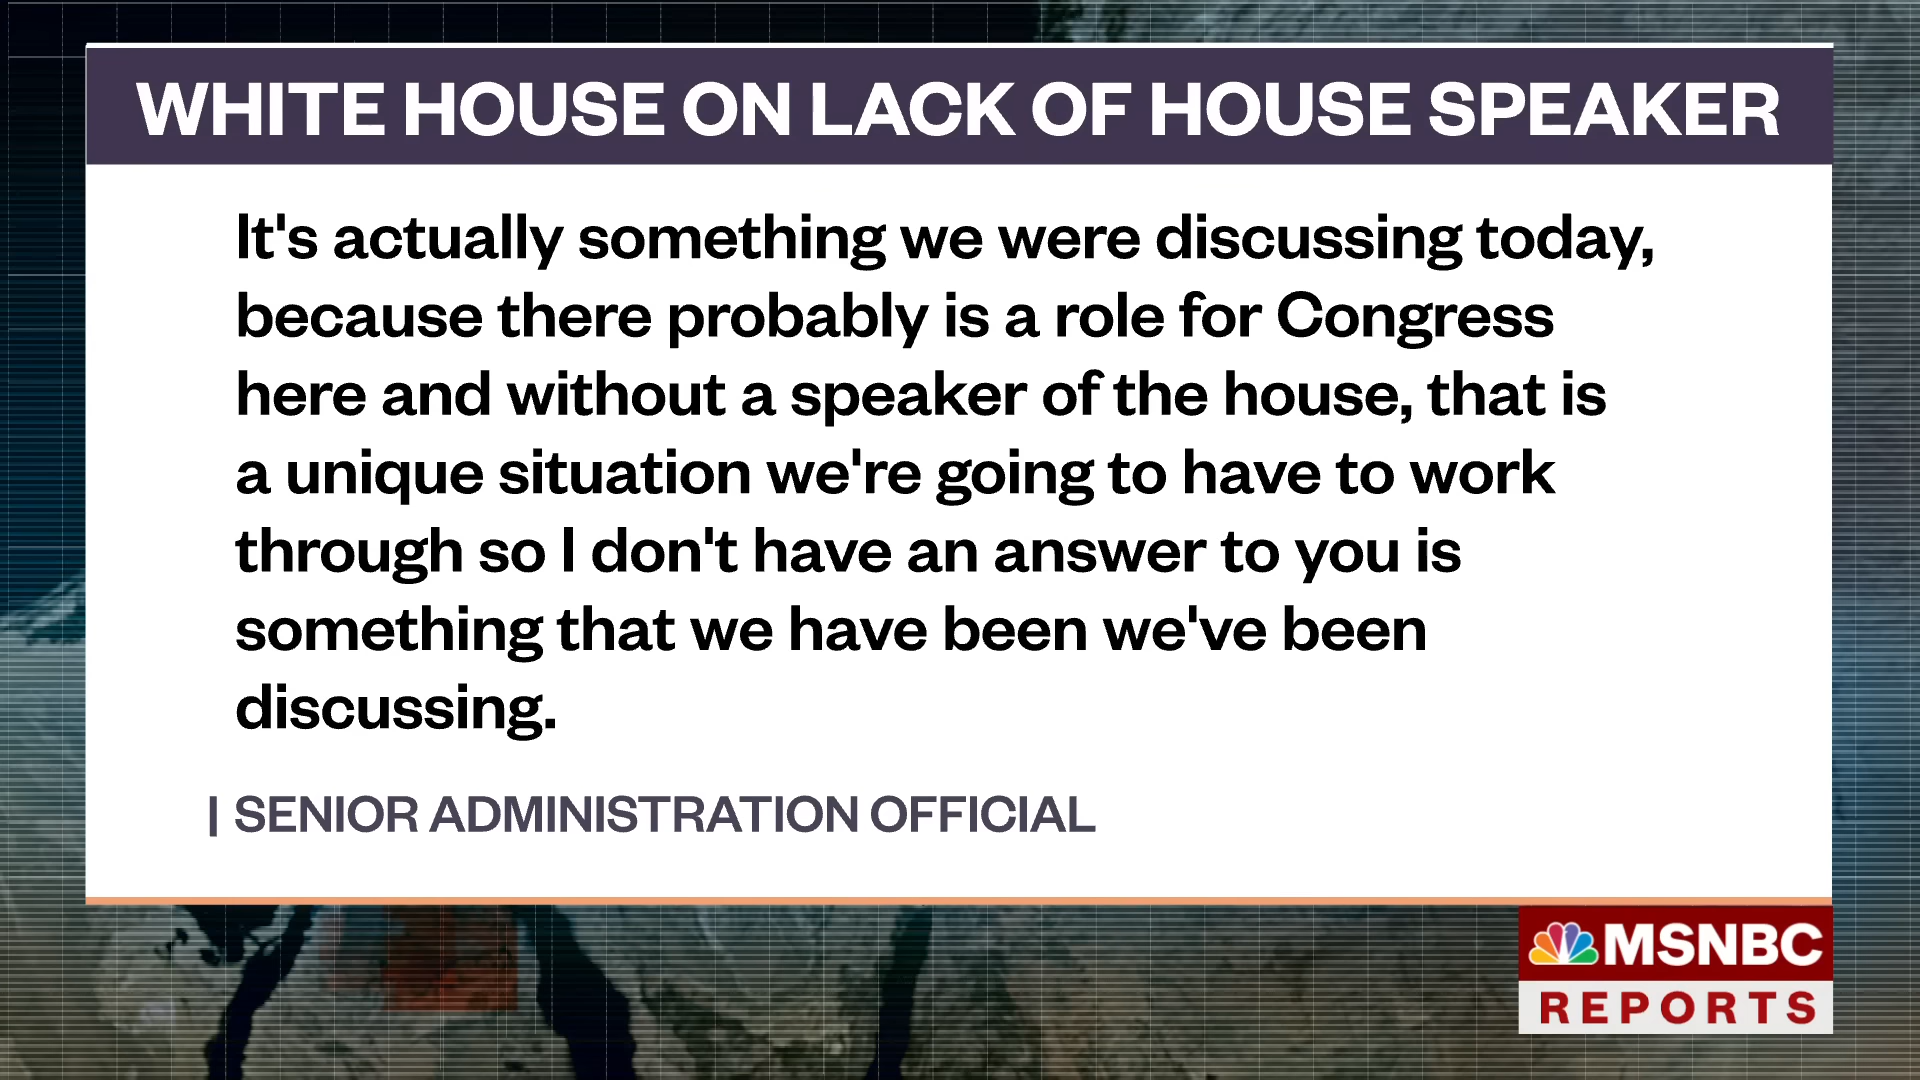 WHITE HOUSE ON LACK OF HOUSE SPEAKER
It's actually something we were discussing today,
because there probably is a role for Congress
here and without a speaker of the house, that is
a unique situation we're going to have to work
through so I don't have an answer to you is
something that we have been we've been
discussing.
| SENIOR ADMINISTRATION OFFICIAL
MSNBC
REPORTS